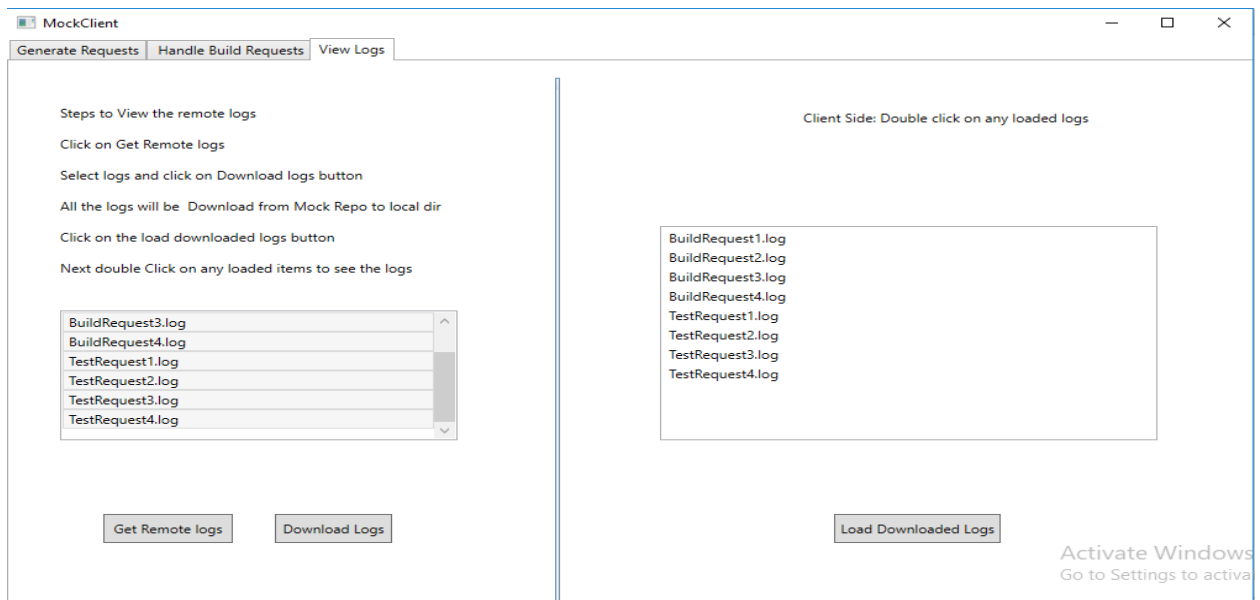 MockClient
Generate Requests
Handle Build Requests
View Logs
Steps to View the remote logs
Click on Get Remote logs
Select logs and click on Download logs button
All the logs will be  Download from Mock Repo to local dir
Click on the load downloaded logs button
Next double Click on any loaded items to see the logs
BuildRequest3.log
BuildRequest4.log
TestRequest1.log
TestRequest2.log
TestRequest3.log
TestRequest4.log
Get Remote logs
Download Logs
Client Side: Double click on any loaded logs
BuildRequest1.log
BuildRequest2.log
BuildRequest3.log
BuildRequest4.log
TestRequest1.log
TestRequest2.log
TestRequest3.log
TestRequest4.log
Load Downloaded Logs
Activate Windows
Go to Settings to activa